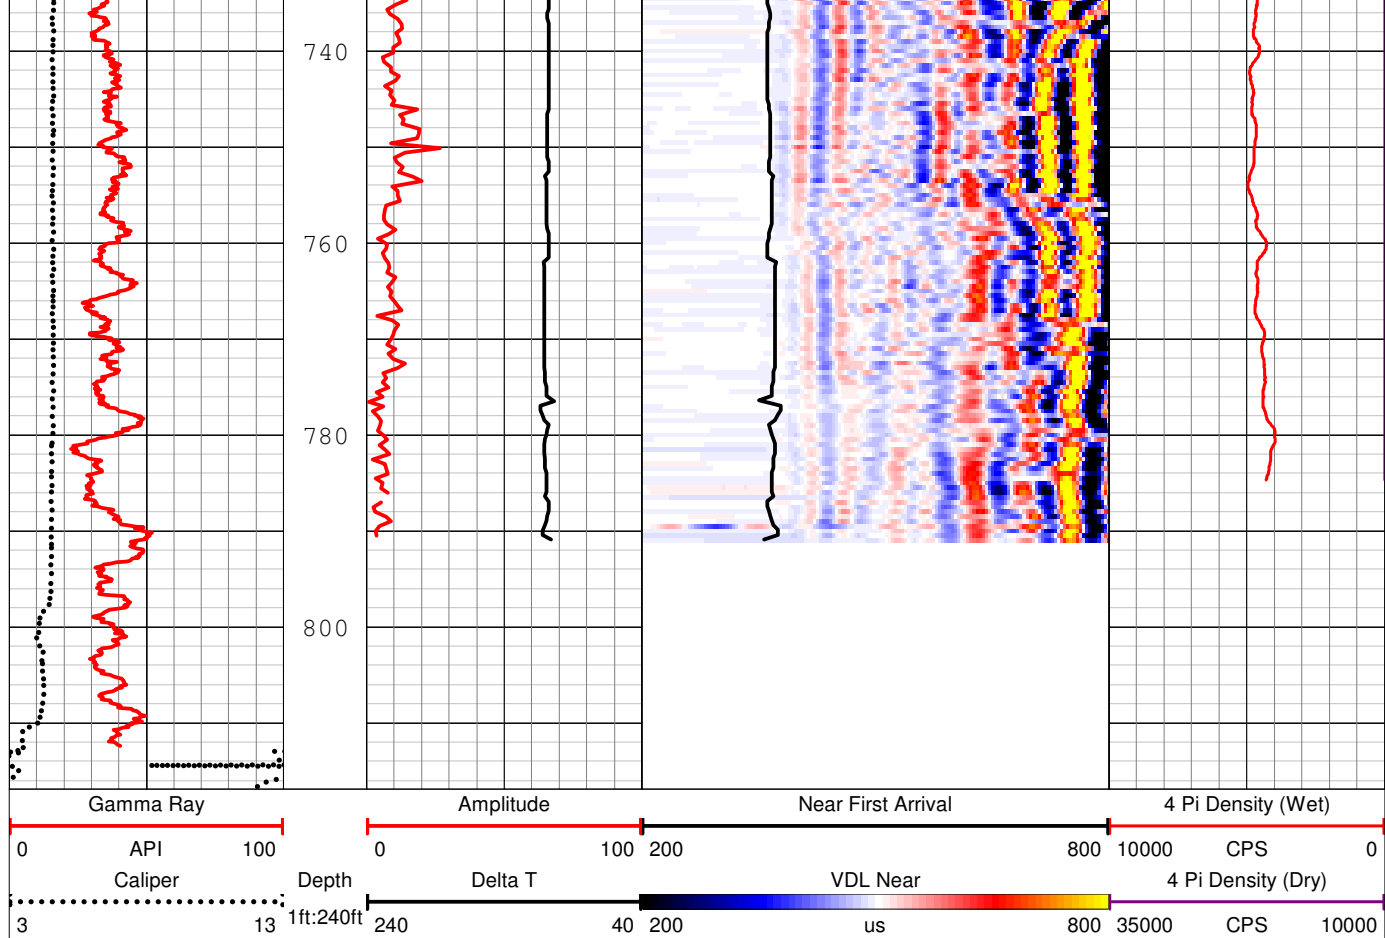 740
760
780
800
Gamma Ray Amplitude Near First Arrival 4 Pi Density (Wet)
0 API 100 0 100 200 800 10000 CPS 0
Caliper Depth Delta T VDL Near 4 Pi Density (Dry)
3 13 1ft:240ft 240 40 200 us 800 35000 CPS 10000